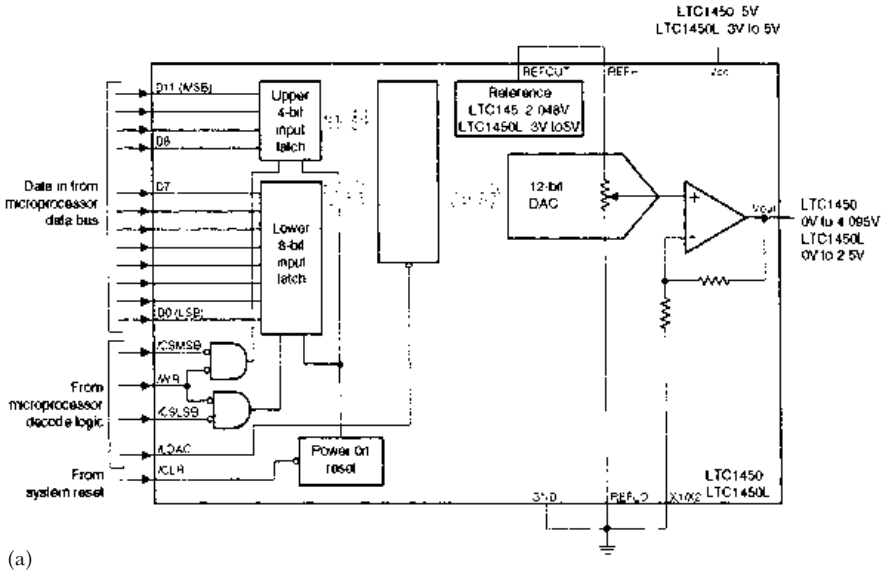 LTC1450 5V
LTC1450L 3V to 5V
REFOUT
REFH
Vcc
D11 (MSB)
Upper
4-bit
input
latch
Reference
LTC145 2 048V
LTC1450L 3V to5V
D8
Data in from
microprocessor
data bus
D7
12-bit
DAC
Lower
8-bit
input
latch
Vout
LTC1450
0V to 4 095V
LTC1450L
0V to 2 5V
D0 (LSB)
/CSMSB
/WR
From
microprocessor
decode logic
/CSLSB
/LDAC
Power on
reset
/CLR
From
system reset
GND
REFLO
X1/X2
LTC1450
LTC1450L
(a)